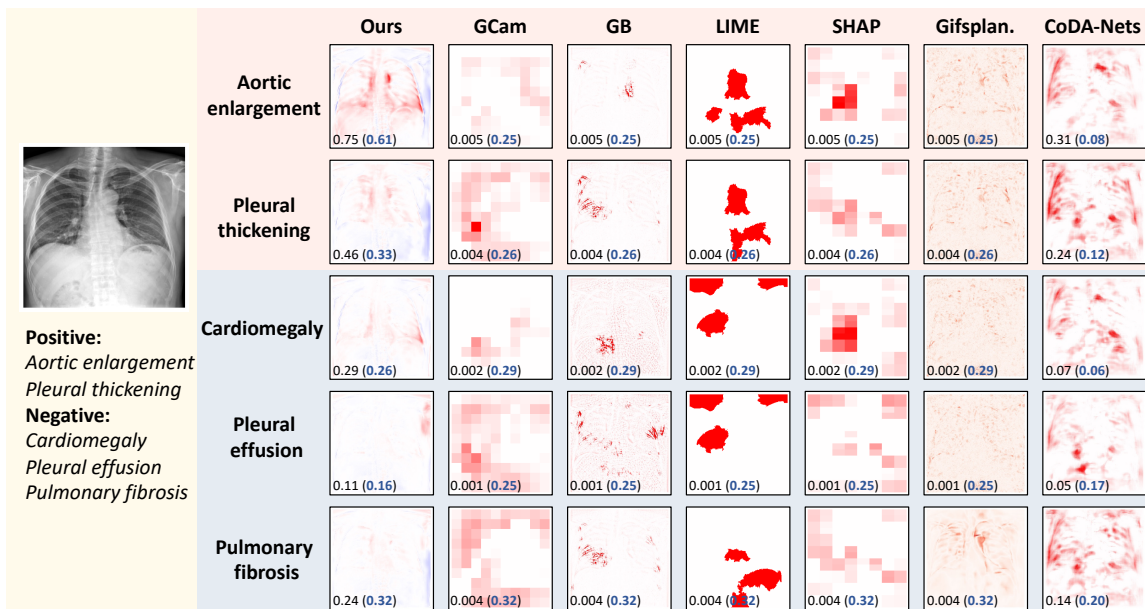 Ours GCam GB LIME SHAP Gifsplan. CoDA-Nets
Aortic
enlargement
0.75 (0.61) 0.005 (0.25) 0.005 (0.25) 0.005 (0.25) 0.005 (0.25) 0.005 (0.25) 0.31 (0.08)
Pleural
thickening
0.46 (0.33) 0.004 (0.26) 0.004 (0.26) 0.004 (0.26) 0.004 (0.26) 0.004 (0.26) 0.24 (0.12)
Cardiomegaly
0.29 (0.26) 0.002 (0.29) 0.002 (0.29) 0.002 (0.29) 0.002 (0.29) 0.002 (0.29) 0.07 (0.06)
Pleural
effusion
0.11 (0.16) 0.001 (0.25) 0.001 (0.25) 0.001 (0.25) 0.001 (0.25) 0.001 (0.25) 0.05 (0.17)
Pulmonary
fibrosis
0.24 (0.32) 0.004 (0.32) 0.004 (0.32) 0.004 (0.32) 0.004 (0.32) 0.004 (0.32) 0.14 (0.20)
Positive:
Aortic enlargement
Pleural thickening
Negative:
Cardiomegaly
Pleural effusion
Pulmonary fibrosis